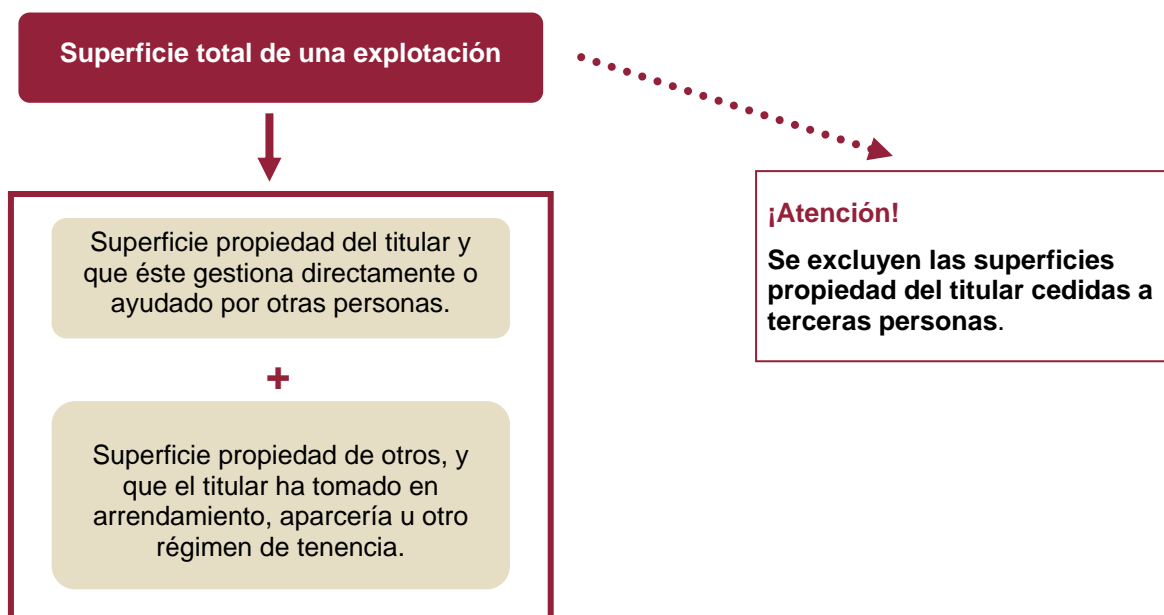 Superficie total de una explotación
Superficie propiedad del titular y
que éste gestiona directamente o
ayudado por otras personas.
+
Superficie propiedad de otros, y
que el titular ha tomado en
arrendamiento, aparcería u otro
régimen de tenencia.
¡Atención!
Se excluyen las superficies
propiedad del titular cedidas a
terceras personas.